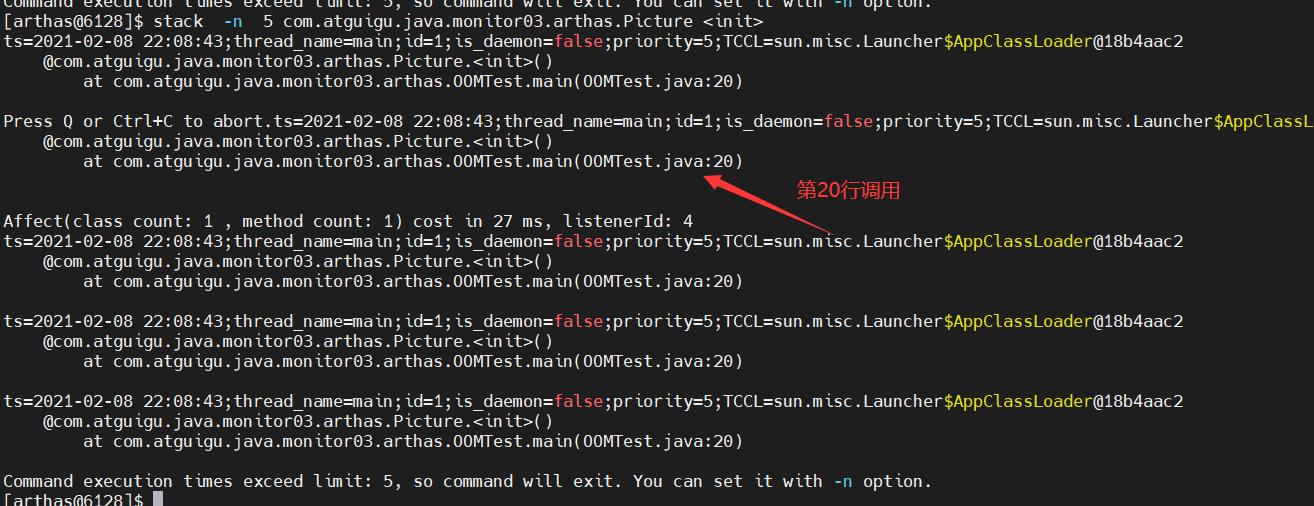 Command execution times exceed limit: 5, so command will exit. You can set it with -n option.
[arthas@6128]$ stack  -n  5 com.atguigu.java.monitor03.arthas.Picture <init>
ts=2021-02-08 22:08:43;thread_name=main;id=1;is_daemon=false;priority=5;TCCL=sun.misc.Launcher$AppClassLoader@18b4aac2
    @com.atguigu.java.monitor03.arthas.Picture.<init>()
        at com.atguigu.java.monitor03.arthas.OOMTest.main(OOMTest.java:20)
Press Q or Ctrl+C to abort.ts=2021-02-08 22:08:43;thread_name=main;id=1;is_daemon=false;priority=5;TCCL=sun.misc.Launcher$AppClassL
    @com.atguigu.java.monitor03.arthas.Picture.<init>()
        at com.atguigu.java.monitor03.arthas.OOMTest.main(OOMTest.java:20)
第20行调用
Affect(class count: 1 , method count: 1) cost in 27 ms, listenerId: 4
ts=2021-02-08 22:08:43;thread_name=main;id=1;is_daemon=false;priority=5;TCCL=sun.misc.Launcher$AppClassLoader@18b4aac2
    @com.atguigu.java.monitor03.arthas.Picture.<init>()
        at com.atguigu.java.monitor03.arthas.OOMTest.main(OOMTest.java:20)
ts=2021-02-08 22:08:43;thread_name=main;id=1;is_daemon=false;priority=5;TCCL=sun.misc.Launcher$AppClassLoader@18b4aac2
    @com.atguigu.java.monitor03.arthas.Picture.<init>()
        at com.atguigu.java.monitor03.arthas.OOMTest.main(OOMTest.java:20)
ts=2021-02-08 22:08:43;thread_name=main;id=1;is_daemon=false;priority=5;TCCL=sun.misc.Launcher$AppClassLoader@18b4aac2
    @com.atguigu.java.monitor03.arthas.Picture.<init>()
        at com.atguigu.java.monitor03.arthas.OOMTest.main(OOMTest.java:20)
Command execution times exceed limit: 5, so command will exit. You can set it with -n option.
[arthas@6128]$